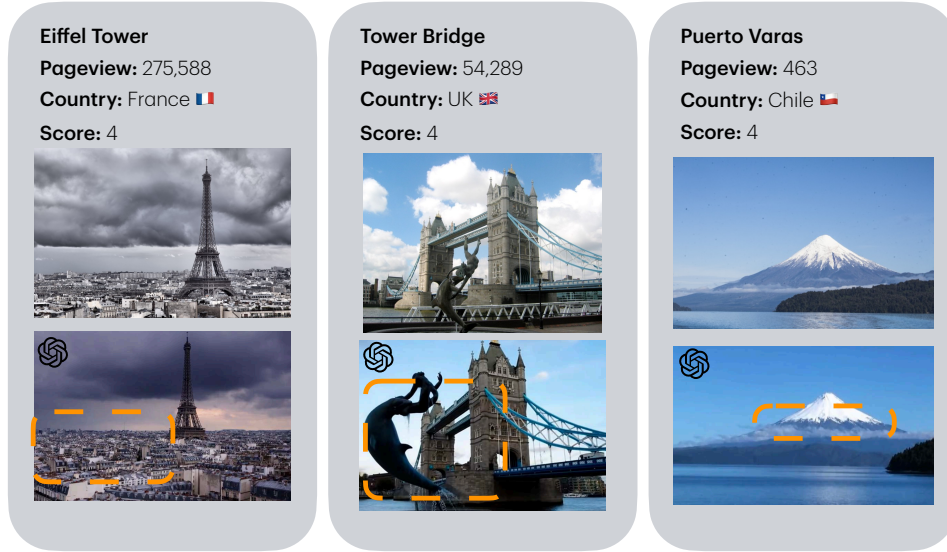 Eiffel Tower
Pageview: 275,588
Country: France 🇫🇷
Score: 4
Tower Bridge
Pageview: 54,289
Country: UK 🇬🇧
Score: 4
Puerto Varas
Pageview: 463
Country: Chile 🇨🇱
Score: 4